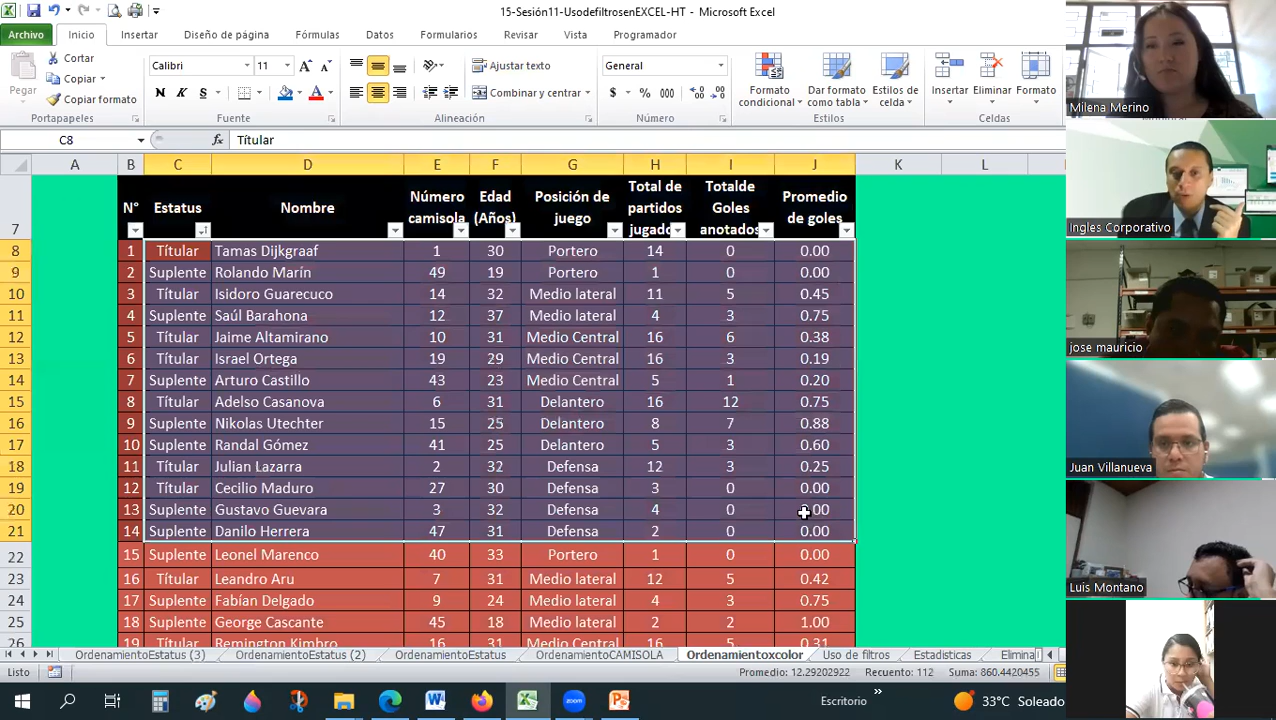 15-Sesión11-UsodefiltrosenEXCEL-HT - Microsoft Excel
Archivo Inicio Insertar Diseño de página Fórmulas
Cortar
Copiar
Copiar formato
Pegar
Portapapeles
Calibri 11
N K S
Fuente
Ajustar texto
Combinar y centrar
Alineación
General
$ % 000
Número
Formato condicional
Dar formato como tabla
Estilos de celda
Estilos
Insertar Eliminar Formato
Celdas
C8 fx Títular
A B C D E F G H I J K L
7 N° Estatus Nombre Número camisola (Años) juego Total de partidos jugado Totalde Goles anotados de goles
8 1 Títular Tamas Dijkgraaf 1 30 Portero 14 0 0.00
9 2 Suplente Rolando Marín 49 19 Portero 1 0 0.00
10 3 Títular Isidoro Guarecuco 32 Medio lateral 11 5 0.45
11 4 Suplente Saúl Barahona 12 37 Medio lateral 4 3 0.75
12 5 Títular Jaime Altamirano 31 Medio Central 16 6 0.38
13 6 Títular Israel Ortega 29 Medio Central 16 3 0.19
14 7 Suplente Arturo Castillo 43 23 Medio Central 5 1 0.20
15 8 Títular Adelso Casanova 6 31 Delantero 16 12 0.75
16 9 Suplente Nikolas Utechter 15 25 Delantero 8 7 0.88
17 10 Suplente Randal Gómez 41 25 Delantero 5 3 0.60
18 11 Títular Julian Lazarra 2 32 Defensa 12 3 0.25
19 12 Títular Cecilio Maduro 27 30 Defensa 3 0 0.00
20 13 Suplente Gustavo Guevara 3 32 Defensa 4 0
21 14 Suplente Danilo Herrera 47 31 Defensa 2 0 0.00
22 15 Suplente Leonel Marenco 40 33 Portero 1 0 0.00
23 16 Títular Leandro Aru 7 31 Medio lateral 12 5 0.42
24 17 Suplente Fabían Delgado 24 Medio lateral 4 3 0.75
25 18 Suplente George Cascante 45 18 Medio lateral 2 2 1.00
19 Títular Remington Kimbro 16 31 Medio Central 16 5 0.31
OrdenamientoEstatus (3) OrdenamientoEstatus (2) OrdenamientoEstatus OrdenamientoCAMISOLA Ordenamientoxcolor Uso de filtros Estadisticas Elimina
Listo Promedio: 12.29202922 Recuento: 112 Suma: 860.4420455
Escritorio » 33°C Soleado
zoom
Milena Merino
Ingles Corporativo
jose mauricio
Juan Villanueva
Luis Montano